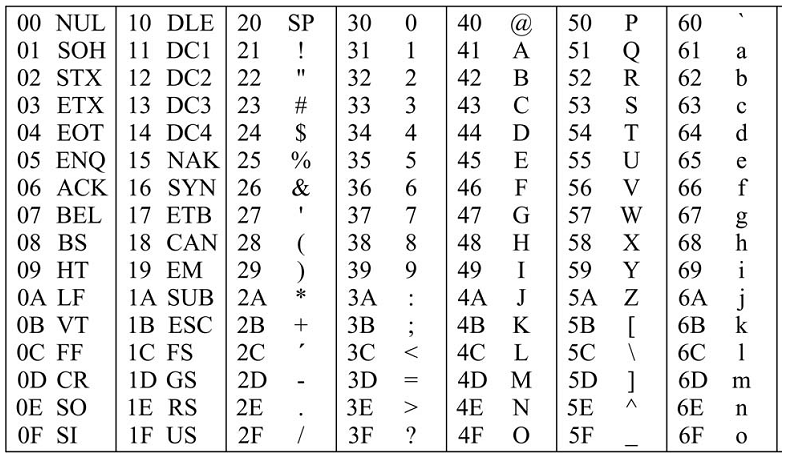 00 NUL 10 DLE 20 SP 30 0 40 @ 50 P 60 `
01 SOH 11 DC1 21 ! 31 1 41 A 51 Q 61 a
02 STX 12 DC2 22 " 32 2 42 B 52 R 62 b
03 ETX 13 DC3 23 # 33 3 43 C 53 S 63 c
04 EOT 14 DC4 24 $ 34 4 44 D 54 T 64 d
05 ENQ 15 NAK 25 % 35 5 45 E 55 U 65 e
06 ACK 16 SYN 26 & 36 6 46 F 56 V 66 f
07 BEL 17 ETB 27 ' 37 7 47 G 57 W 67 g
08 BS 18 CAN 28 ( 38 8 48 H 58 X 68 h
09 HT 19 EM 29 ) 39 9 49 I 59 Y 69 i
0A LF 1A SUB 2A * 3A : 4A J 5A Z 6A j
0B VT 1B ESC 2B + 3B ; 4B K 5B [ 6B k
0C FF 1C FS 2C ´ 3C < 4C L 5C \ 6C l
0D CR 1D GS 2D - 3D = 4D M 5D ] 6D m
0E SO 1E RS 2E . 3E > 4E N 5E ^ 6E n
0F SI 1F US 2F / 3F ? 4F O 5F _ 6F o